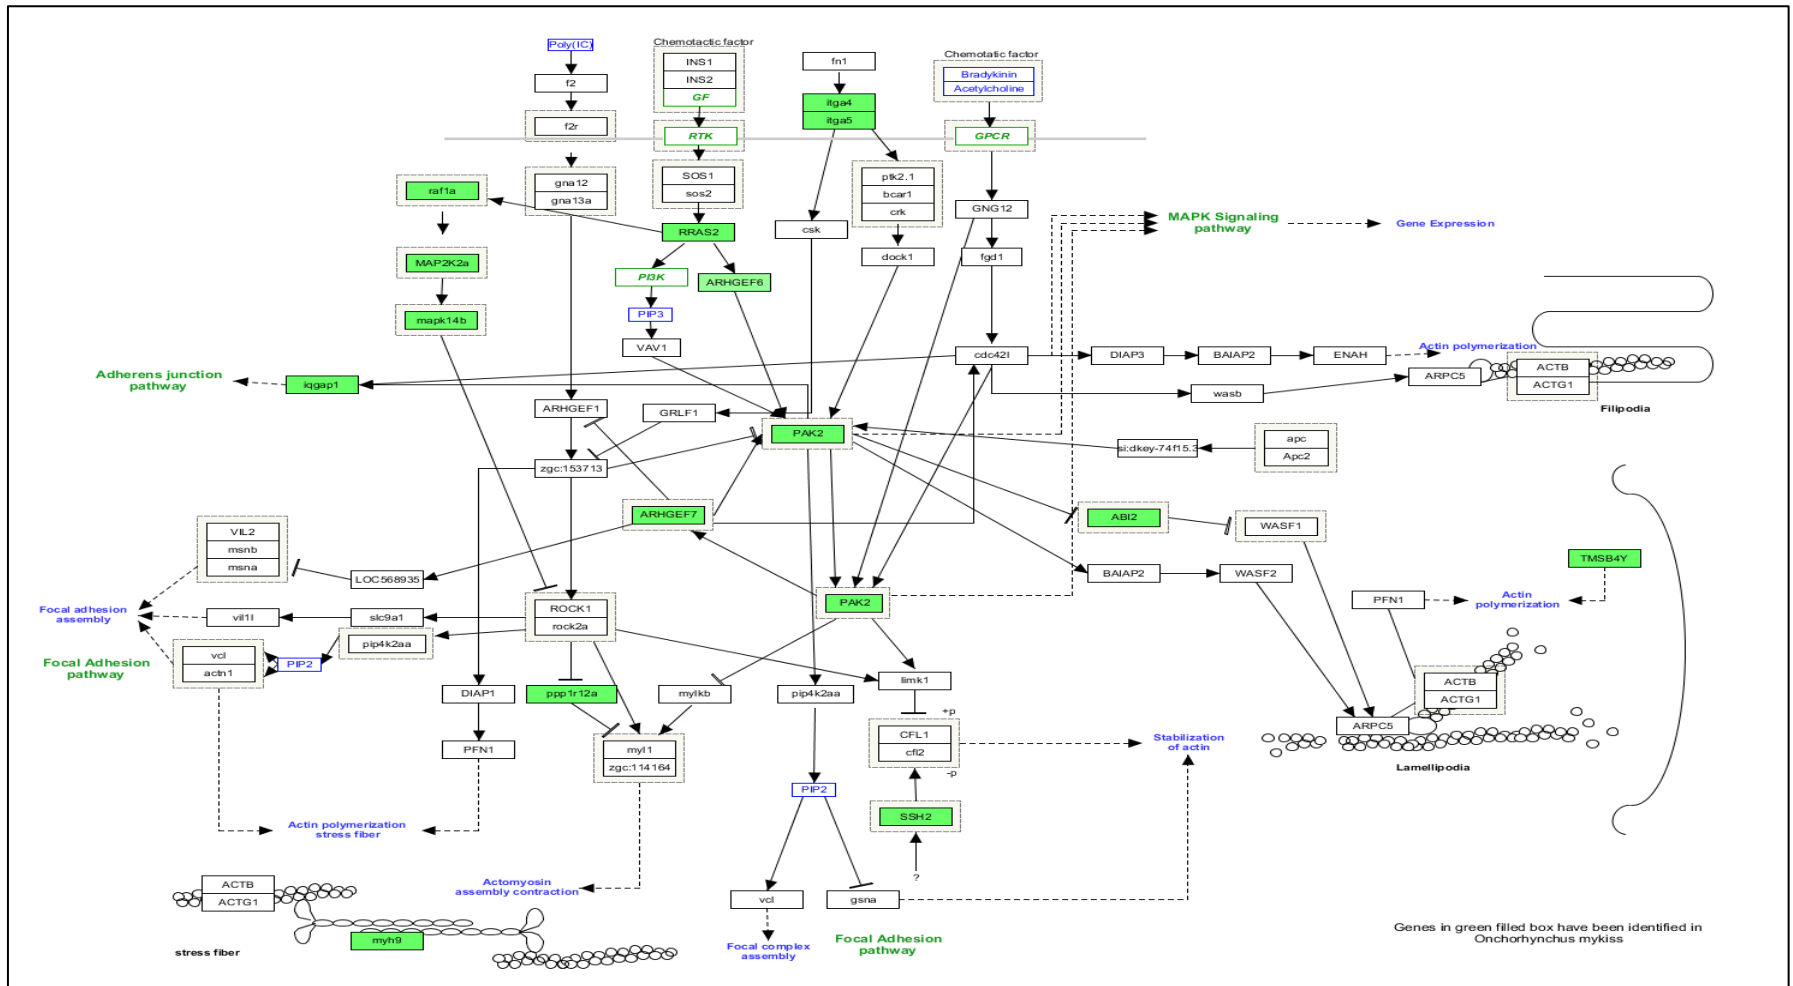 Poly(IC)
Chemotactic factor
fn1
Chemotatic factor
INS1
INS2
GF
f2
Bradykinin
Acetylcholine
itga4
itga5
f2r
RTK
GPCR
SOS1
sos2
gna12
gna13a
ptk2.1
bcar1
crk
raf1a
GNG12
MAPK Signaling
pathway
Gene Expression
RRAS2
csk
MAP2K2a
PI3K
ARHGEF6
dock1
fgd1
mapk14b
PIP3
VAV1
cdc42l
DIAP3
BAIAP2
ENAH
Actin polymerization
Adherens junction
pathway
iqgap1
ARPC5
ACTB
ACTG1
wasb
Filipodia
ARHGEF1
GRLF1
PAK2
si:dkey-74f15.3
apc
Apc2
zgc:153713
ARHGEF7
ABI2
WASF1
VIL2
msnb
msna
LOC568935
BAIAP2
WASF2
TMSB4Y
Focal adhesion
assembly
vil1l
slc9a1
ROCK1
rock2a
PAK2
PFN1
Actin
polymerization
pip4k2aa
Focal Adhesion
pathway
vcl
actn1
PIP2
DIAP1
ppp1r12a
mylkb
pip4k2aa
limk1
ACTB
ACTG1
ARPC5
+p
CFL1
cfl2
-p
Stabilization
of actin
PFN1
myl1
zgc:114164
Lamellipodia
PIP2
SSH2
Actin polymerization
stress fiber
?
Actomyosin
assembly contraction
ACTB
ACTG1
vcl
gsna
myh9
stress fiber
Focal complex
assembly
Focal Adhesion
pathway
Genes in green filled box have been identified in
Onchorhynchus mykiss